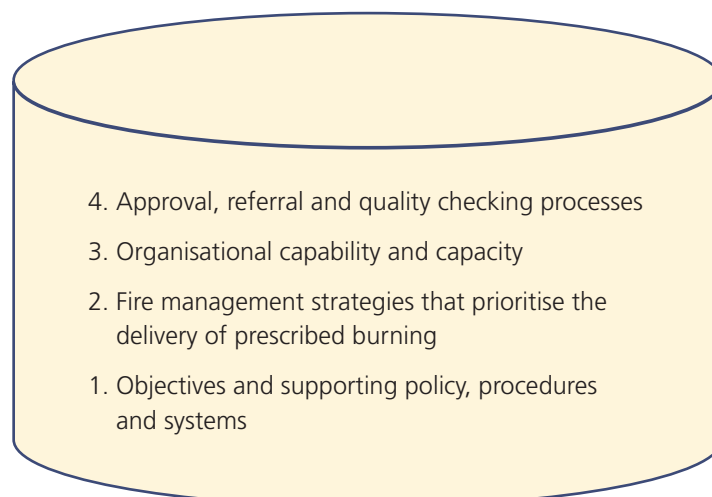 4. Approval, referral and quality checking processes
3. Organisational capability and capacity
2. Fire management strategies that prioritise the
delivery of prescribed burning
1. Objectives and supporting policy, procedures
and systems